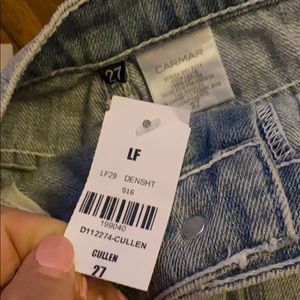 27
CARMAR
27
LF
LF29 DENSHT
S16
199040
D112274-CULLEN
CULLEN
27